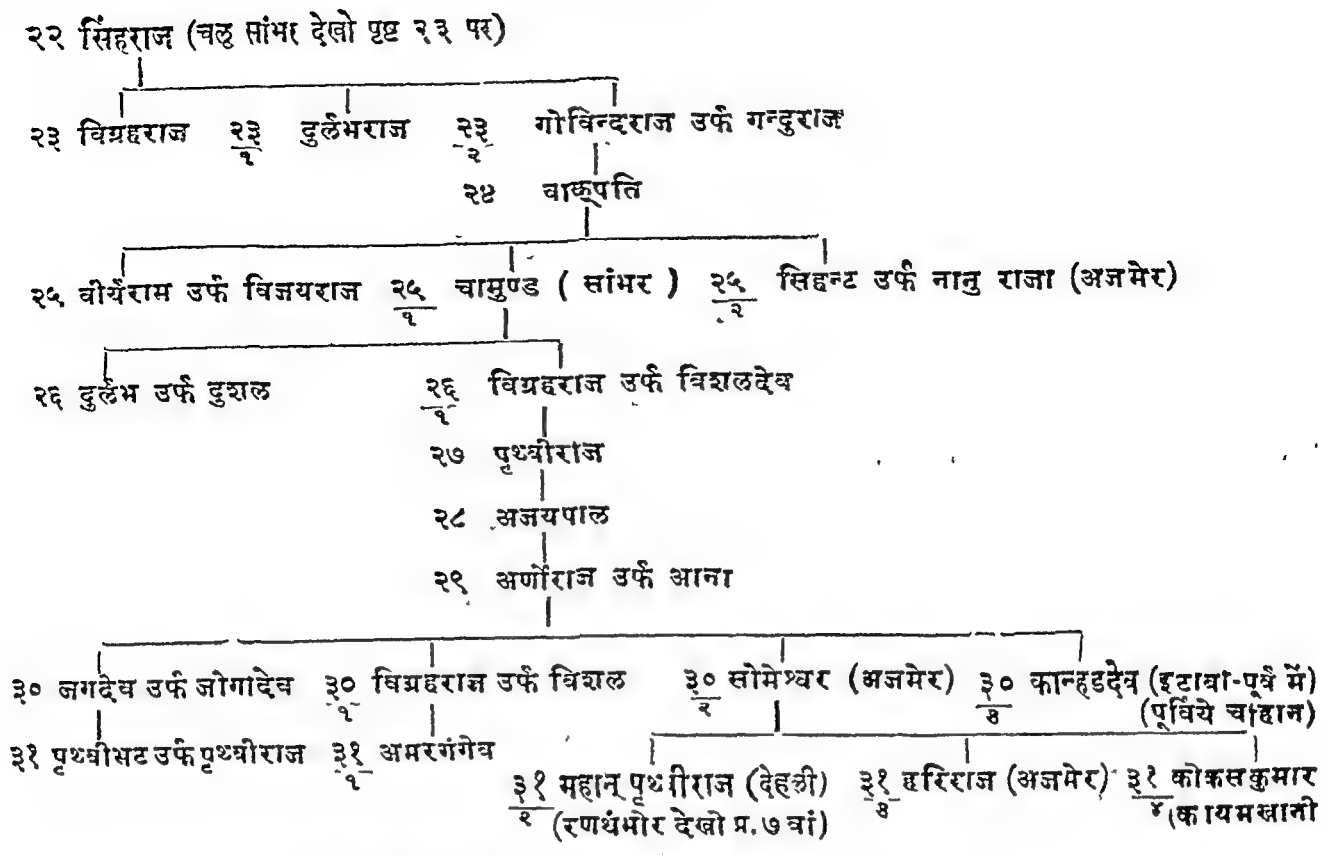 २२ सिंहराज (चलु सांभर देखो पृष्ट २३ पर)
२३ विग्रहराज २३/१ दुर्लभराज २३/२ गोविन्दराज उर्फ गन्दुराज
२४ वाक्पति
२५ वीर्यराम उर्फ विजयराज २५/१ चामुण्ड ( सांभर ) २५/२ सिहन्ट उर्फ नानु राजा (अजमेर)
२६ दुर्लभ उर्फ दुशल २६/१ विग्रहराज उर्फ विशलदेव
२७ पृथ्वीराज
२८ अजयपाल
२९ अर्णोराज उर्फ आना
३० जगदेव उर्फ जोगादेव ३०/१ विग्रहराज उर्फ विशल ३०/२ सोमेश्वर (अजमेर) ३०/३ कान्हडदेव (इटावा-पूर्व में)
(पूर्विये चौहान)
३१ पृथ्वीभट उर्फ पृथ्वीराज ३१/१ अमरगंगेव
३१/२ महान् पृथ्वीराज (देहली) ३१/३ हरिराज (अजमेर) ३१/४ कोकसकुमार
(रणथंभोर देखो प्र. ७ वां) (कायमखानी